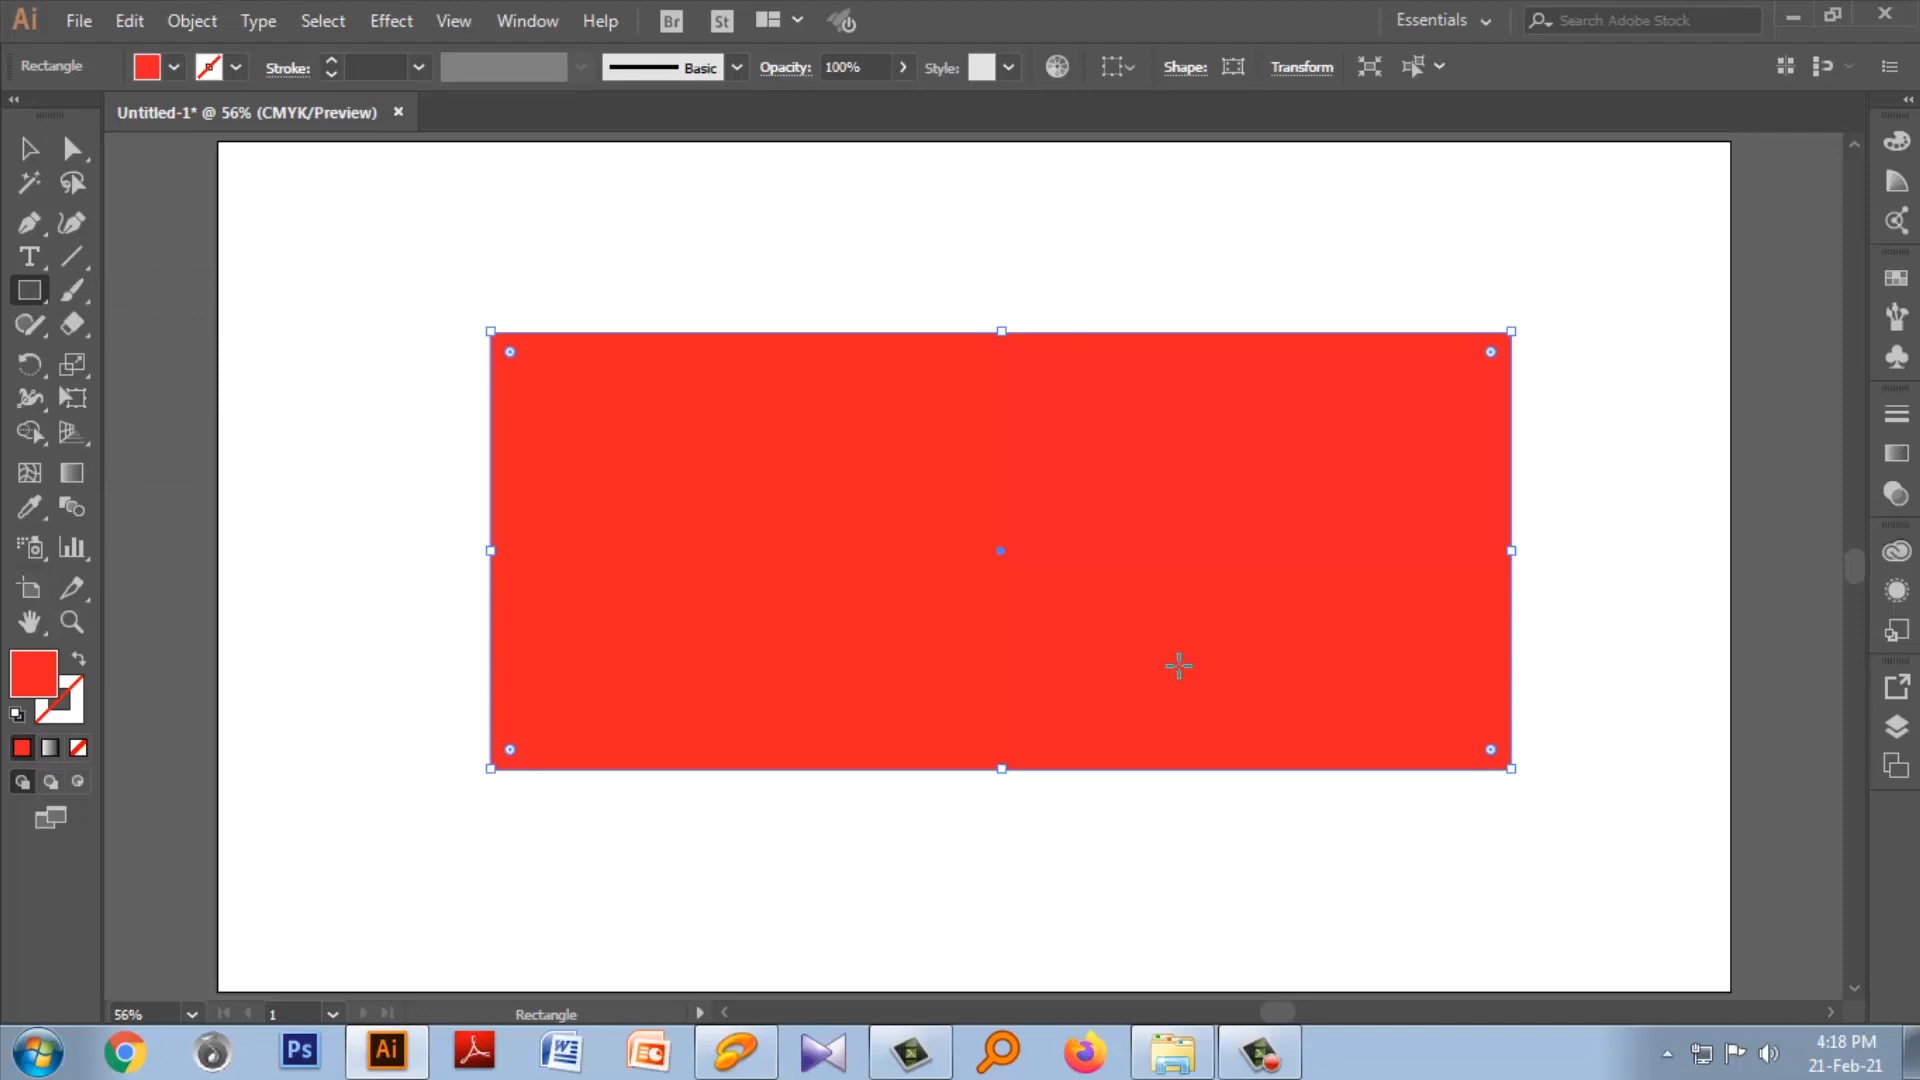 Ai File Edit Object Type Select Effect View Window Help Br St Essentials Search Adobe Stock
Rectangle Stroke: Basic Opacity: 100% Style: Shape: Transform
Untitled-1* @ 56% (CMYK/Preview)
T
56% 1 Rectangle
Ps Ai W
4:18 PM
21-Feb-21